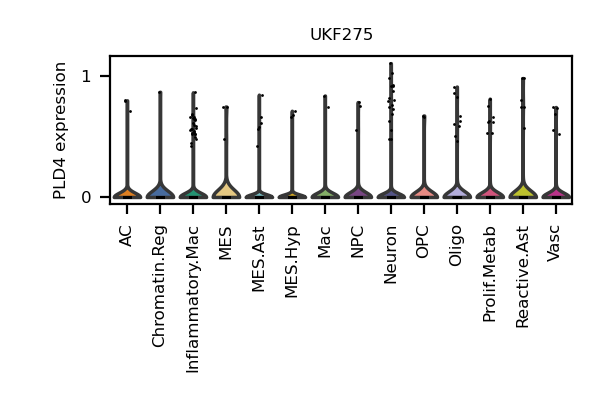 UKF275
PLD4 expression
1
0
AC
Chromatin.Reg
Inflammatory.Mac
MES
MES.Ast
MES.Hyp
Mac
NPC
Neuron
OPC
Oligo
Prolif.Metab
Reactive.Ast
Vasc